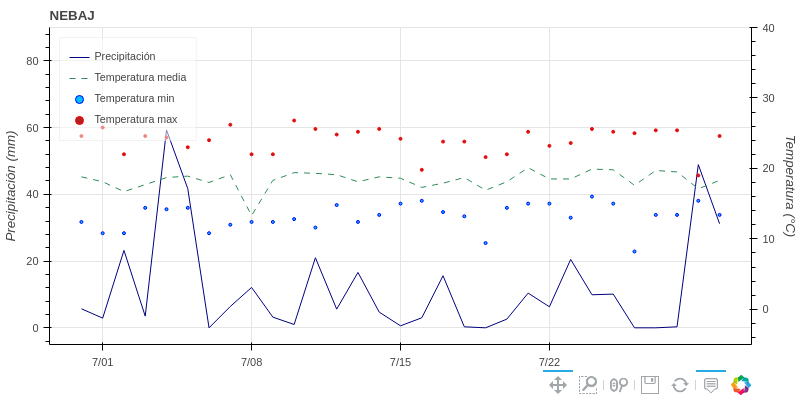 NEBAJ
Precipitación
Temperatura media
Temperatura min
Temperatura max
Precipitación (mm)
80
60
40
20
0
Temperatura (°C)
40
30
20
10
0
7/01
7/08
7/15
7/22